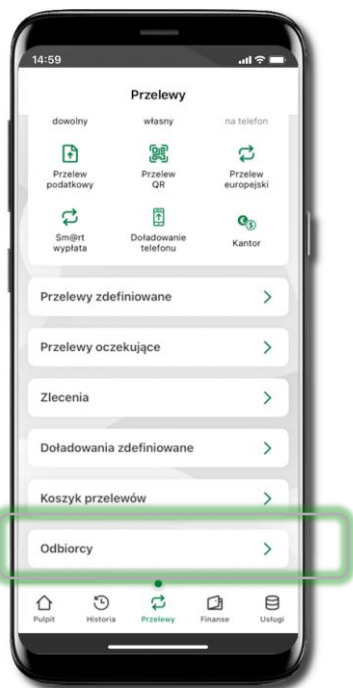 14:59
Przelewy
dowolny
własny
na telefon
Przelew
podatkowy
Przelew
QR
Przelew
europejski
Sm@rt
wypłata
Doładowanie
telefonu
Kantor
Przelewy zdefiniowane
Przelewy oczekujące
Zlecenia
Doładowania zdefiniowane
Koszyk przelewów
Odbiorcy
Pulpit
Historia
Przelewy
Finanse
Usługi